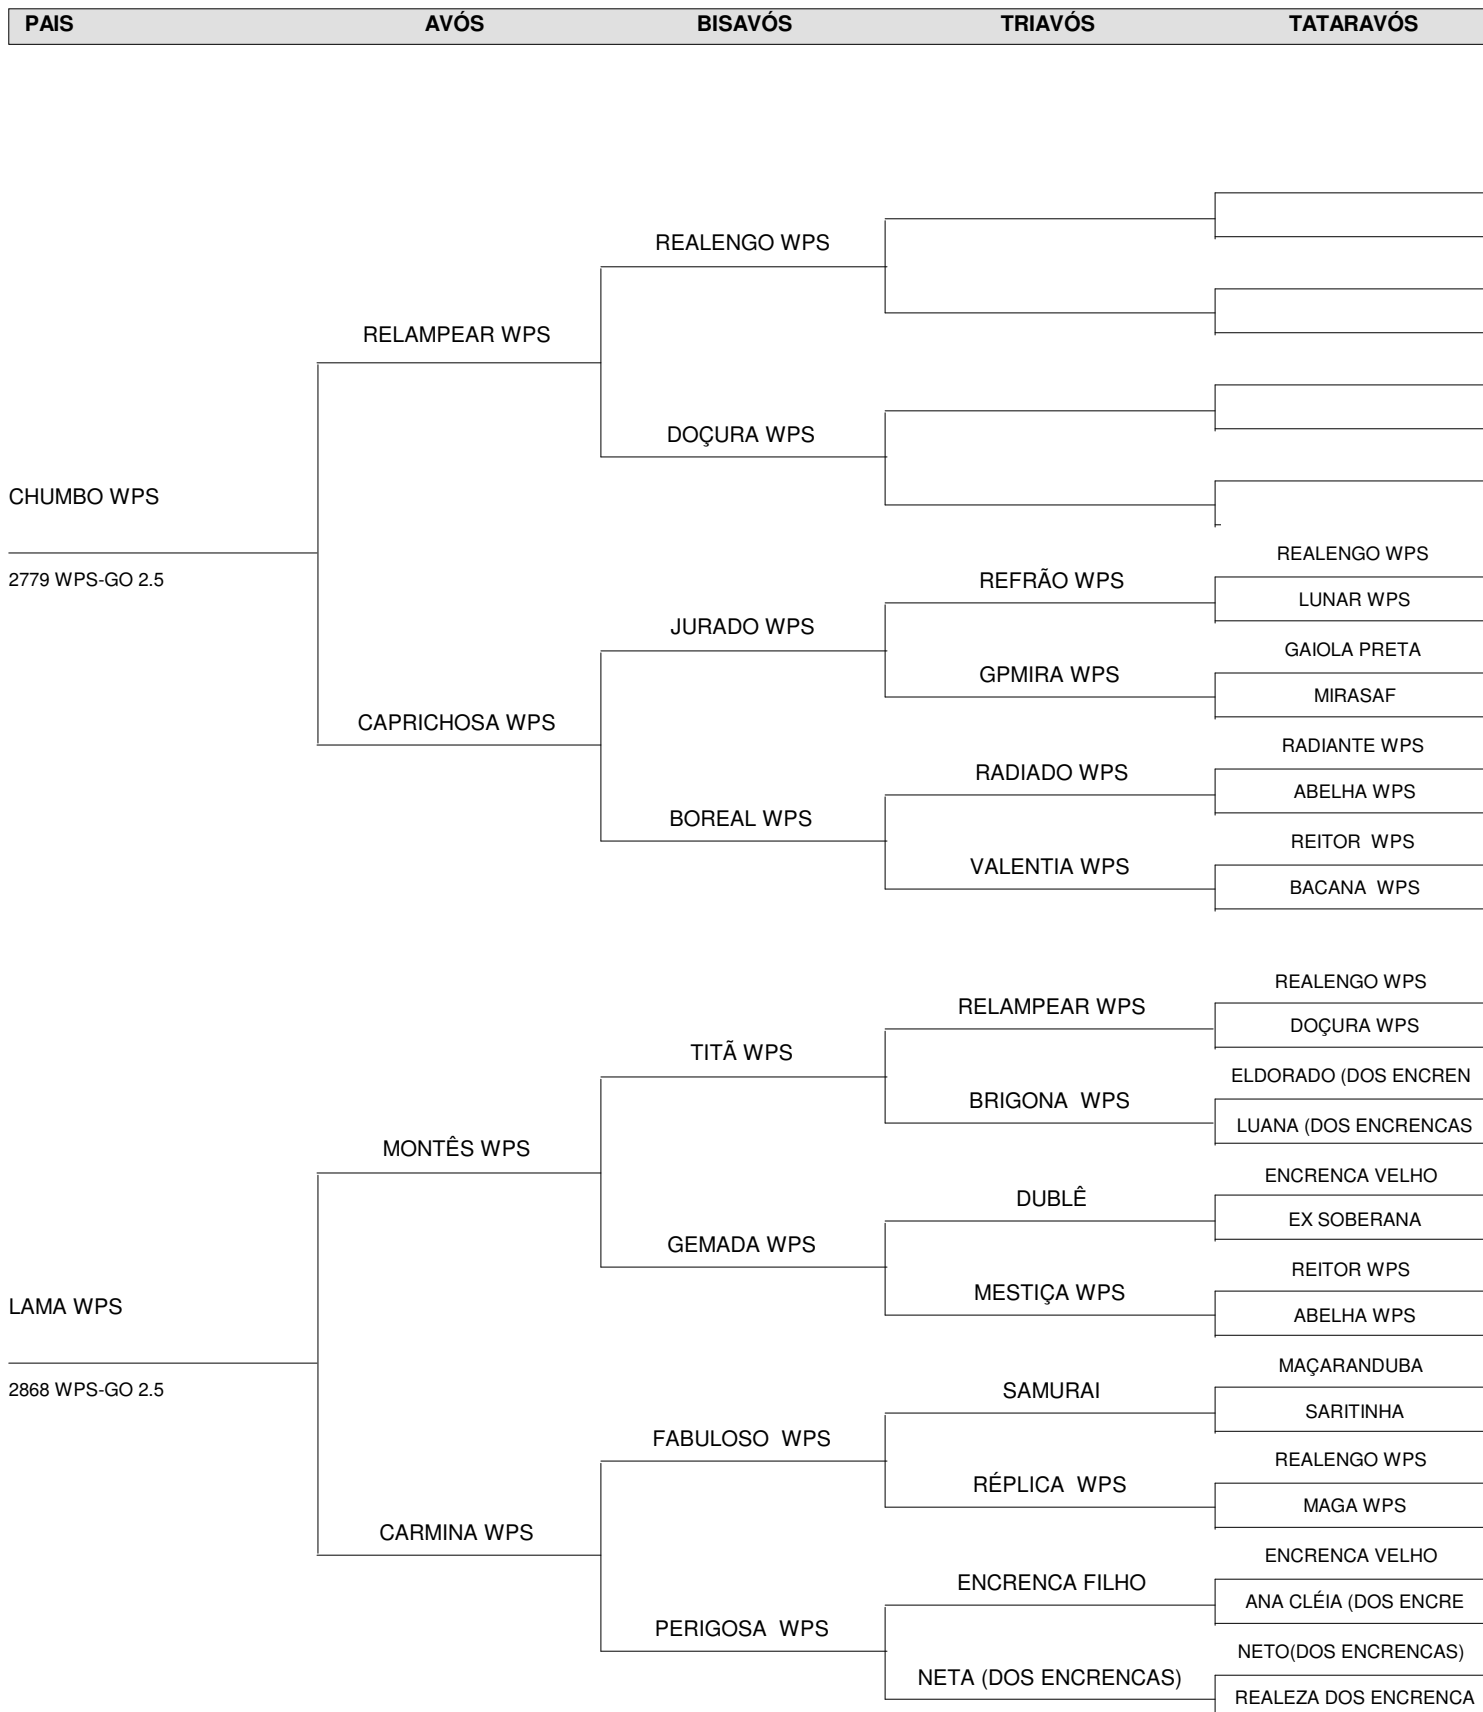 PAIS AVÓS BISAVÓS TRIAVÓS TATARAVÓS
REALENGO WPS
RELAMPEAR WPS
DOÇURA WPS
CHUMBO WPS
2779 WPS-GO 2.5
REALENGO WPS
REFRÃO WPS
LUNAR WPS
JURADO WPS
GAIOLA PRETA
GPMIRA WPS
MIRASAF
CAPRICHOSA WPS
RADIANTE WPS
RADIADO WPS
ABELHA WPS
BOREAL WPS
REITOR WPS
VALENTIA WPS
BACANA WPS
REALENGO WPS
RELAMPEAR WPS
DOÇURA WPS
TITÃ WPS
ELDORADO (DOS ENCREN
BRIGONA WPS
LUANA (DOS ENCRENCAS
MONTÊS WPS
ENCRENCA VELHO
DUBLÊ
EX SOBERANA
GEMADA WPS
REITOR WPS
MESTIÇA WPS
ABELHA WPS
LAMA WPS
2868 WPS-GO 2.5
MAÇARANDUBA
SAMURAI
SARITINHA
FABULOSO WPS
REALENGO WPS
RÉPLICA WPS
MAGA WPS
CARMINA WPS
ENCRENCA VELHO
ENCRENCA FILHO
ANA CLÉIA (DOS ENCRE
PERIGOSA WPS
NETO(DOS ENCRENCAS)
NETA (DOS ENCRENCAS)
REALEZA DOS ENCRENCA